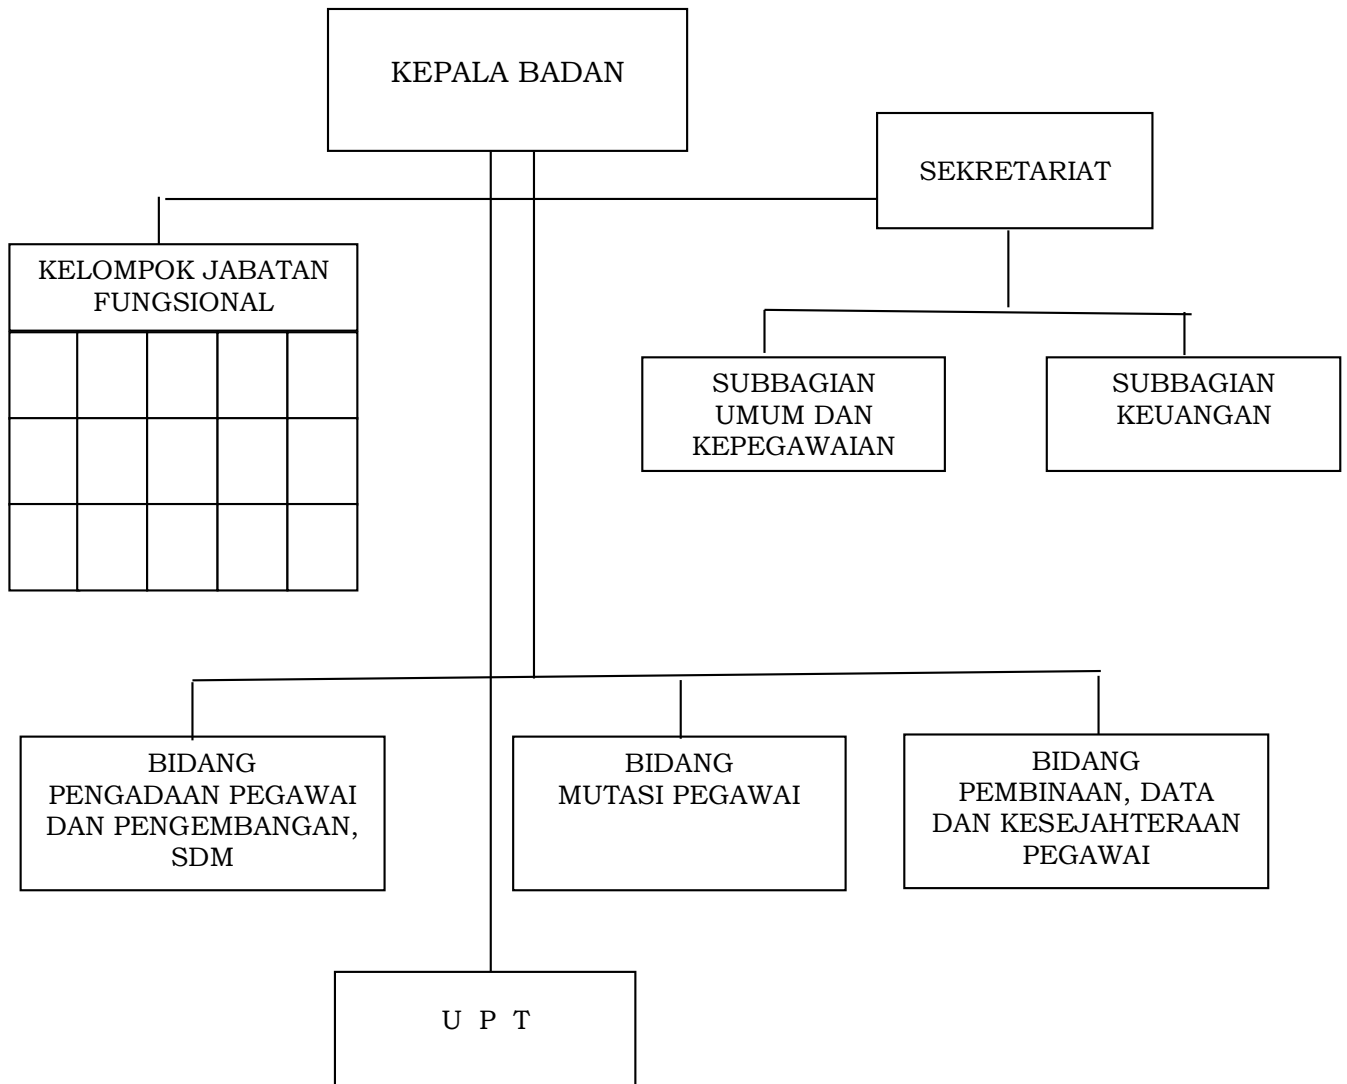 KEPALA BADAN
SEKRETARIAT
KELOMPOK JABATAN
FUNGSIONAL
SUBBAGIAN
UMUM DAN
KEPEGAWAIAN
SUBBAGIAN
KEUANGAN
BIDANG
PENGADAAN PEGAWAI
DAN PENGEMBANGAN,
SDM
BIDANG
MUTASI PEGAWAI
BIDANG
PEMBINAAN, DATA
DAN KESEJAHTERAAN
PEGAWAI
U P T